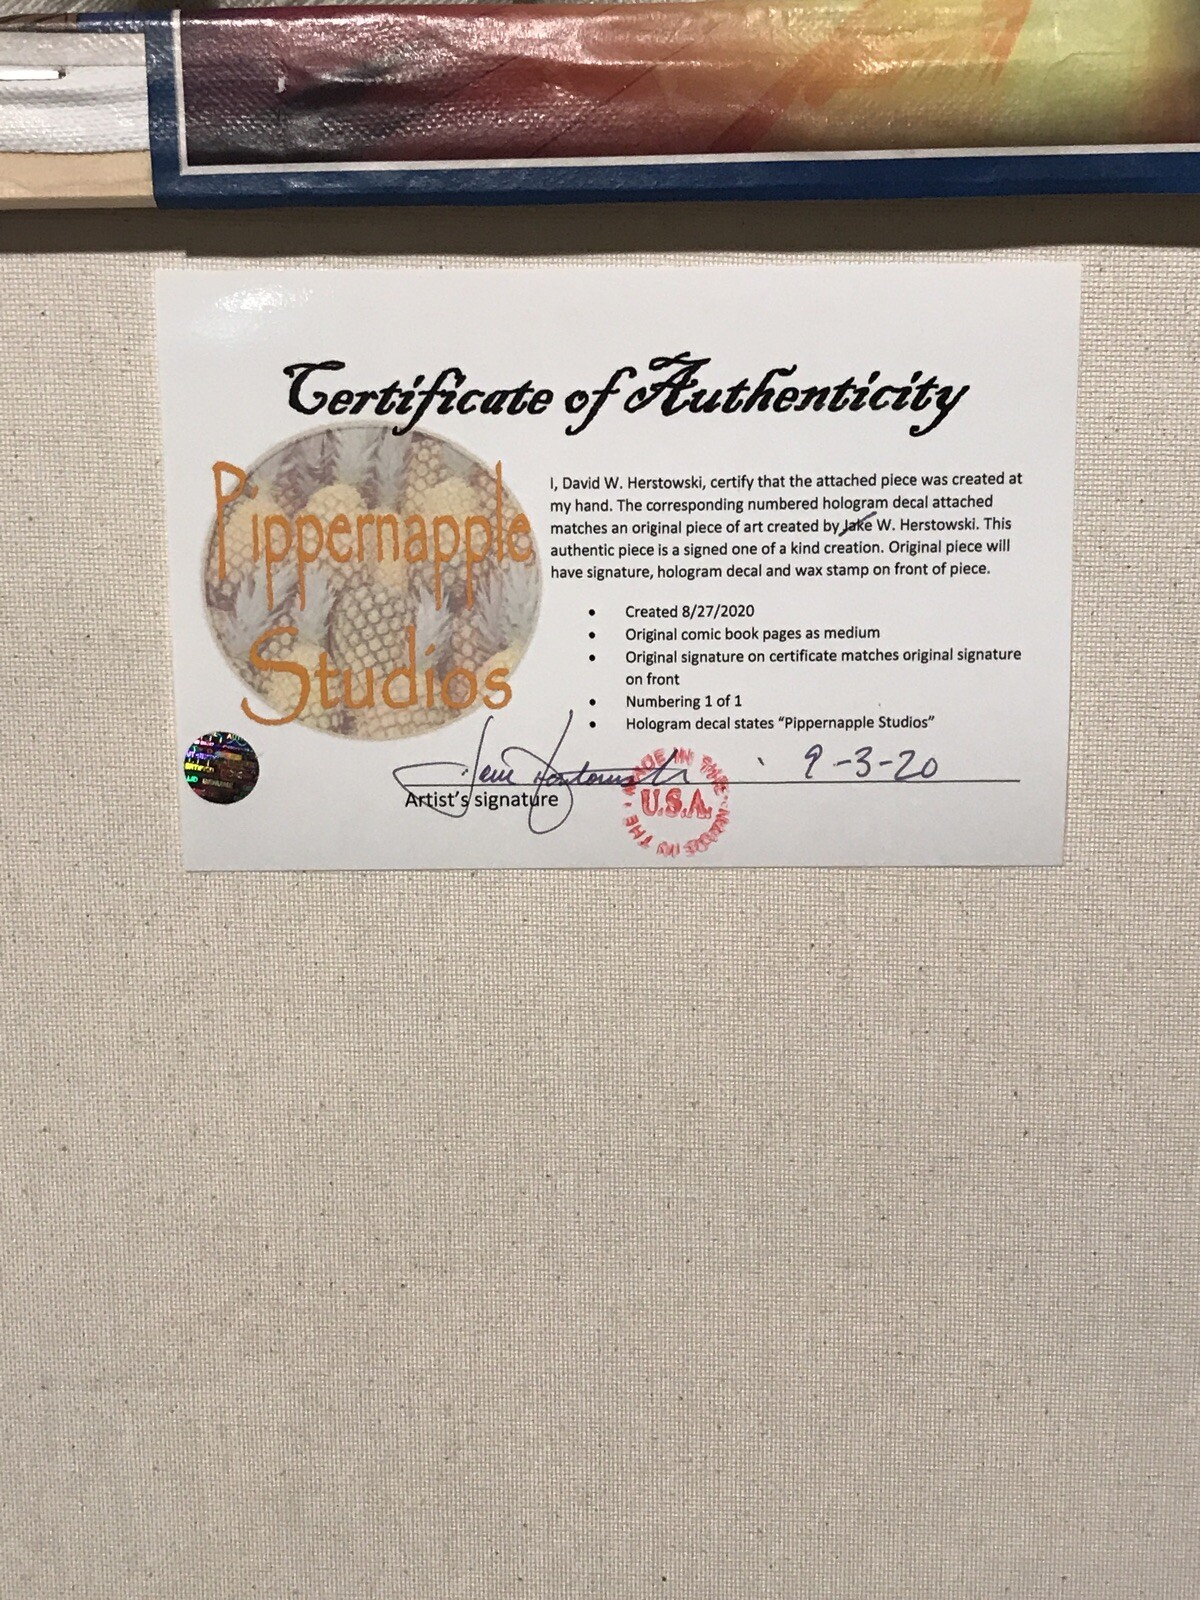 Certificate of Authenticity
Pippernapple
Studios
I, David W. Herstowski, certify that the attached piece was created at
my hand. The corresponding numbered hologram decal attached
matches an original piece of art created by Jake W. Herstowski. This
authentic piece is a signed one of a kind creation. Original piece will
have signature, hologram decal and wax stamp on front of piece.
• Created 8/27/2020
• Original comic book pages as medium
• Original signature on certificate matches original signature
on front
• Numbering 1 of 1
• Hologram decal states “Pippernapple Studios”
9-3-20
Artist's signature
MADE IN THE
U.S.A.